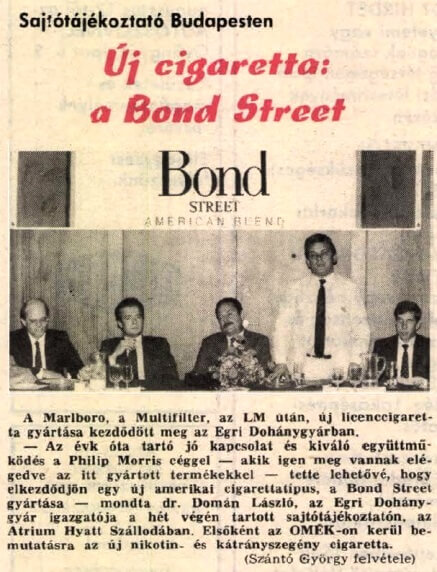 Sajtótájékoztató Budapesten
Új cigaretta:
a Bond Street
Bond
STREET
AMERICAN BLEND
A Marlboro, a Multifilter, az LM után, új licenccigaret-
ta gyártása kezdődött meg az Egri Dohánygyárban.
— Az évk óta tartó jó kapcsolat és kiváló együttmű-
ködés a Philip Morris céggel — akik igen meg vannak elé-
gedve az itt gyártott termékekkel — tette lehetővé, hogy
elkezdődjön egy új amerikai cigarettatípus, a Bond Street
gyártása — mondta dr. Domán László, az Egri Dohány-
gyár igazgatója a hét végén tartott sajtótájékoztatón, az
Atrium Hyatt Szállodában. Elsőként az OMÉK-on kerül be-
mutatásra az új nikotin- és kátrányszegény cigaretta.
(Szántó György felvétele)